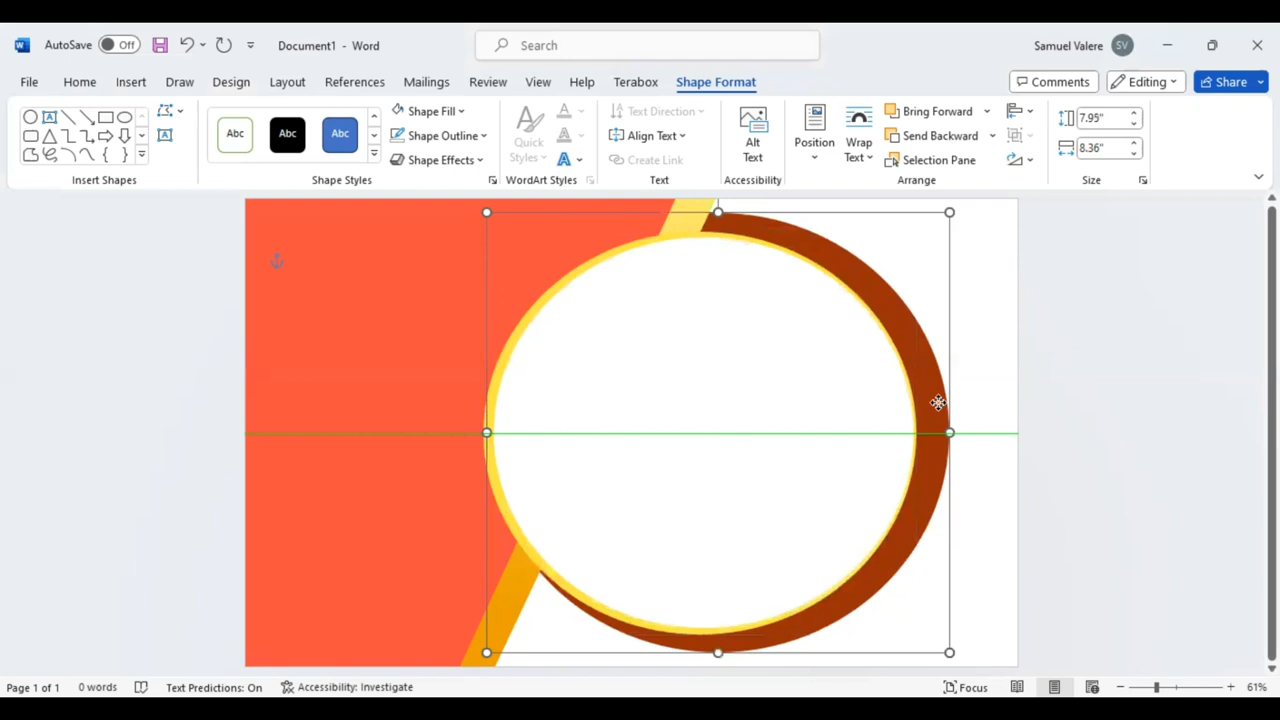 AutoSave Off Document1 - Word Search Samuel Valere SV
File Home Insert Draw Design Layout References Mailings Review View Help Terabox Shape Format Comments Editing Share
Abc Abc Abc
Shape Fill
Shape Outline
Shape Effects
Quick Styles
A
A
A
Text Direction
Align Text
Create Link
Alt Text
Position
Wrap Text
Bring Forward
Send Backward
Selection Pane
7.95"
8.36"
Insert Shapes Shape Styles WordArt Styles Text Accessibility Arrange Size
Page 1 of 1 0 words Text Predictions: On Accessibility: Investigate Focus 61%